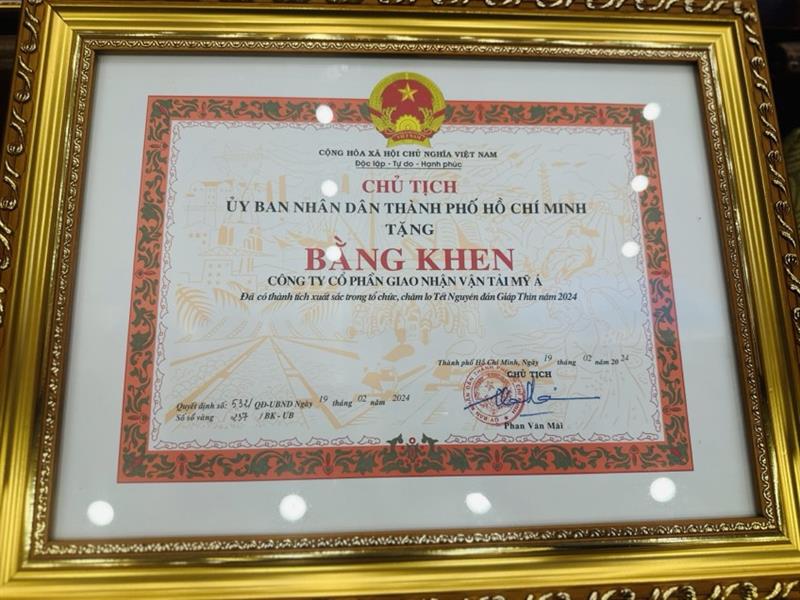 VIỆT NAM
CỘNG HÒA XÃ HỘI CHỦ NGHĨA VIỆT NAM
Độc lập - Tự do - Hạnh phúc
CHỦ TỊCH
ỦY BAN NHÂN DÂN THÀNH PHỐ HỒ CHÍ MINH
TẶNG
BẰNG KHEN
CÔNG TY CỔ PHẦN GIAO NHẬN VẬN TẢI MỸ Á
Đã có thành tích xuất sắc trong tổ chức, chăm lo Tết Nguyên đán Giáp Thìn năm 2024
Thành phố Hồ Chí Minh, Ngày 19 tháng 02 năm 2024
CHỦ TỊCH
Phan Văn Mãi
Quyết định số: 532/ QĐ-UBND Ngày 19 tháng 02 năm 2024
Số sổ vàng 237 /BK - UB